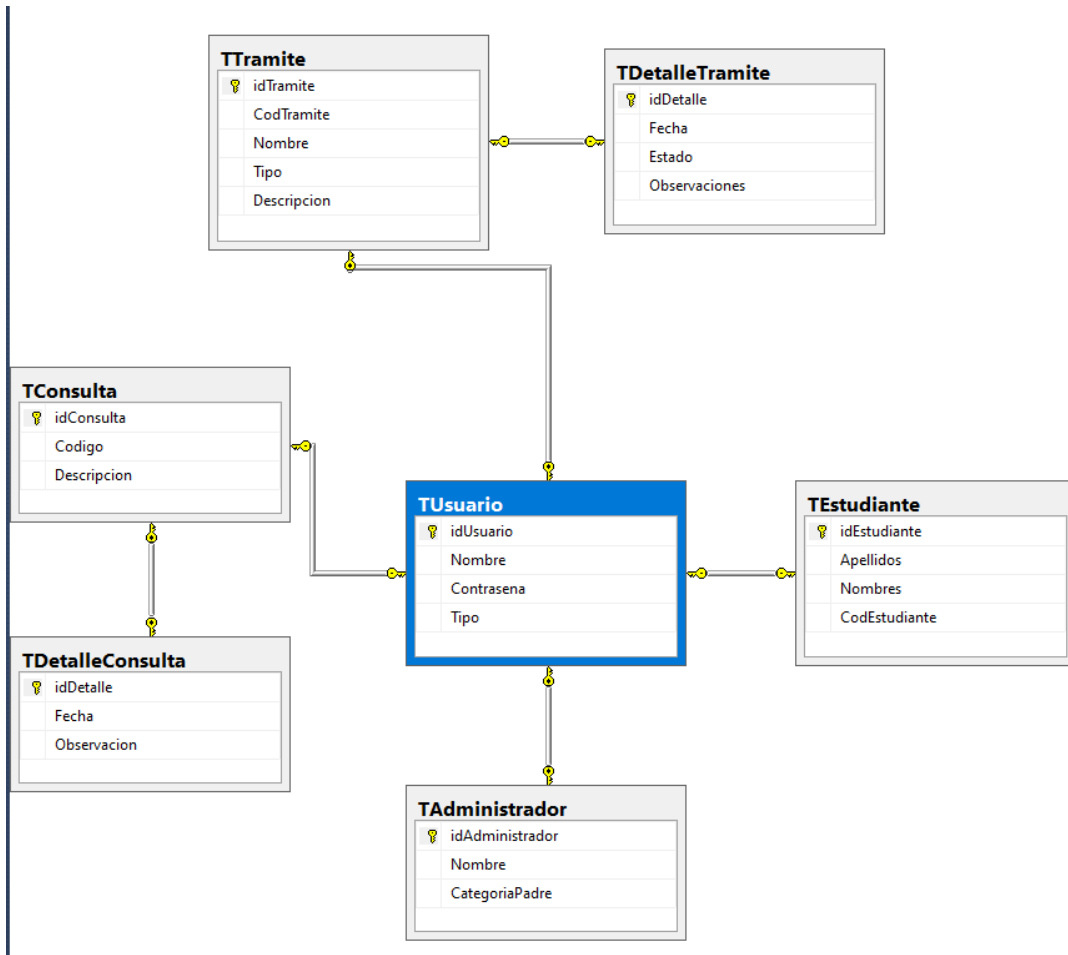 TTramite
idTramite
CodTramite
Nombre
Tipo
Descripcion
TDetalleTramite
idDetalle
Fecha
Estado
Observaciones
TConsulta
idConsulta
Codigo
Descripcion
TUsuario
idUsuario
Nombre
Contrasena
Tipo
TEstudiante
idEstudiante
Apellidos
Nombres
CodEstudiante
TDetalleConsulta
idDetalle
Fecha
Observacion
TAdministrador
idAdministrador
Nombre
CategoriaPadre